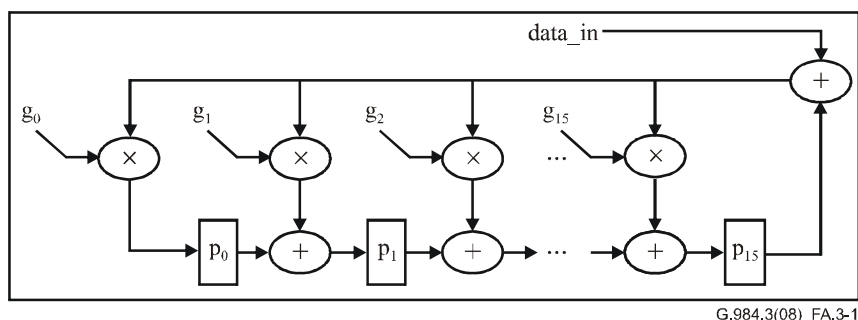 data_in
+
g₀ g₁ g₂ g₁₅
× × × ... ×
p₀ + p₁ + ... + p₁₅
G.984.3(08)_FA.3-1